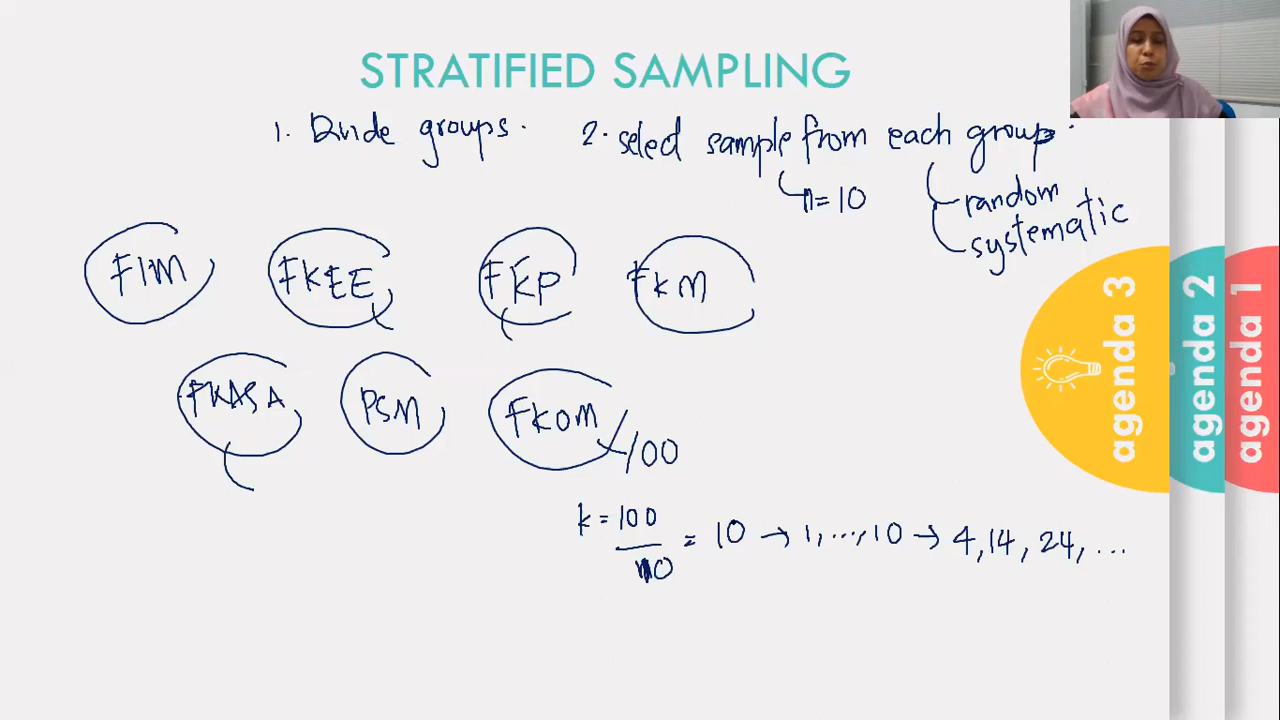 STRATIFIED SAMPLING
1. Divide groups. 2. select sample from each group.
n=10
random
systematic
FIM FKEE FKP FKM
FKASA PSM FKOM
100
k = 100 / 10 = 10 → 1, ..., 10 → 4, 14, 24, ...
agenda 3
agenda 2
agenda 1